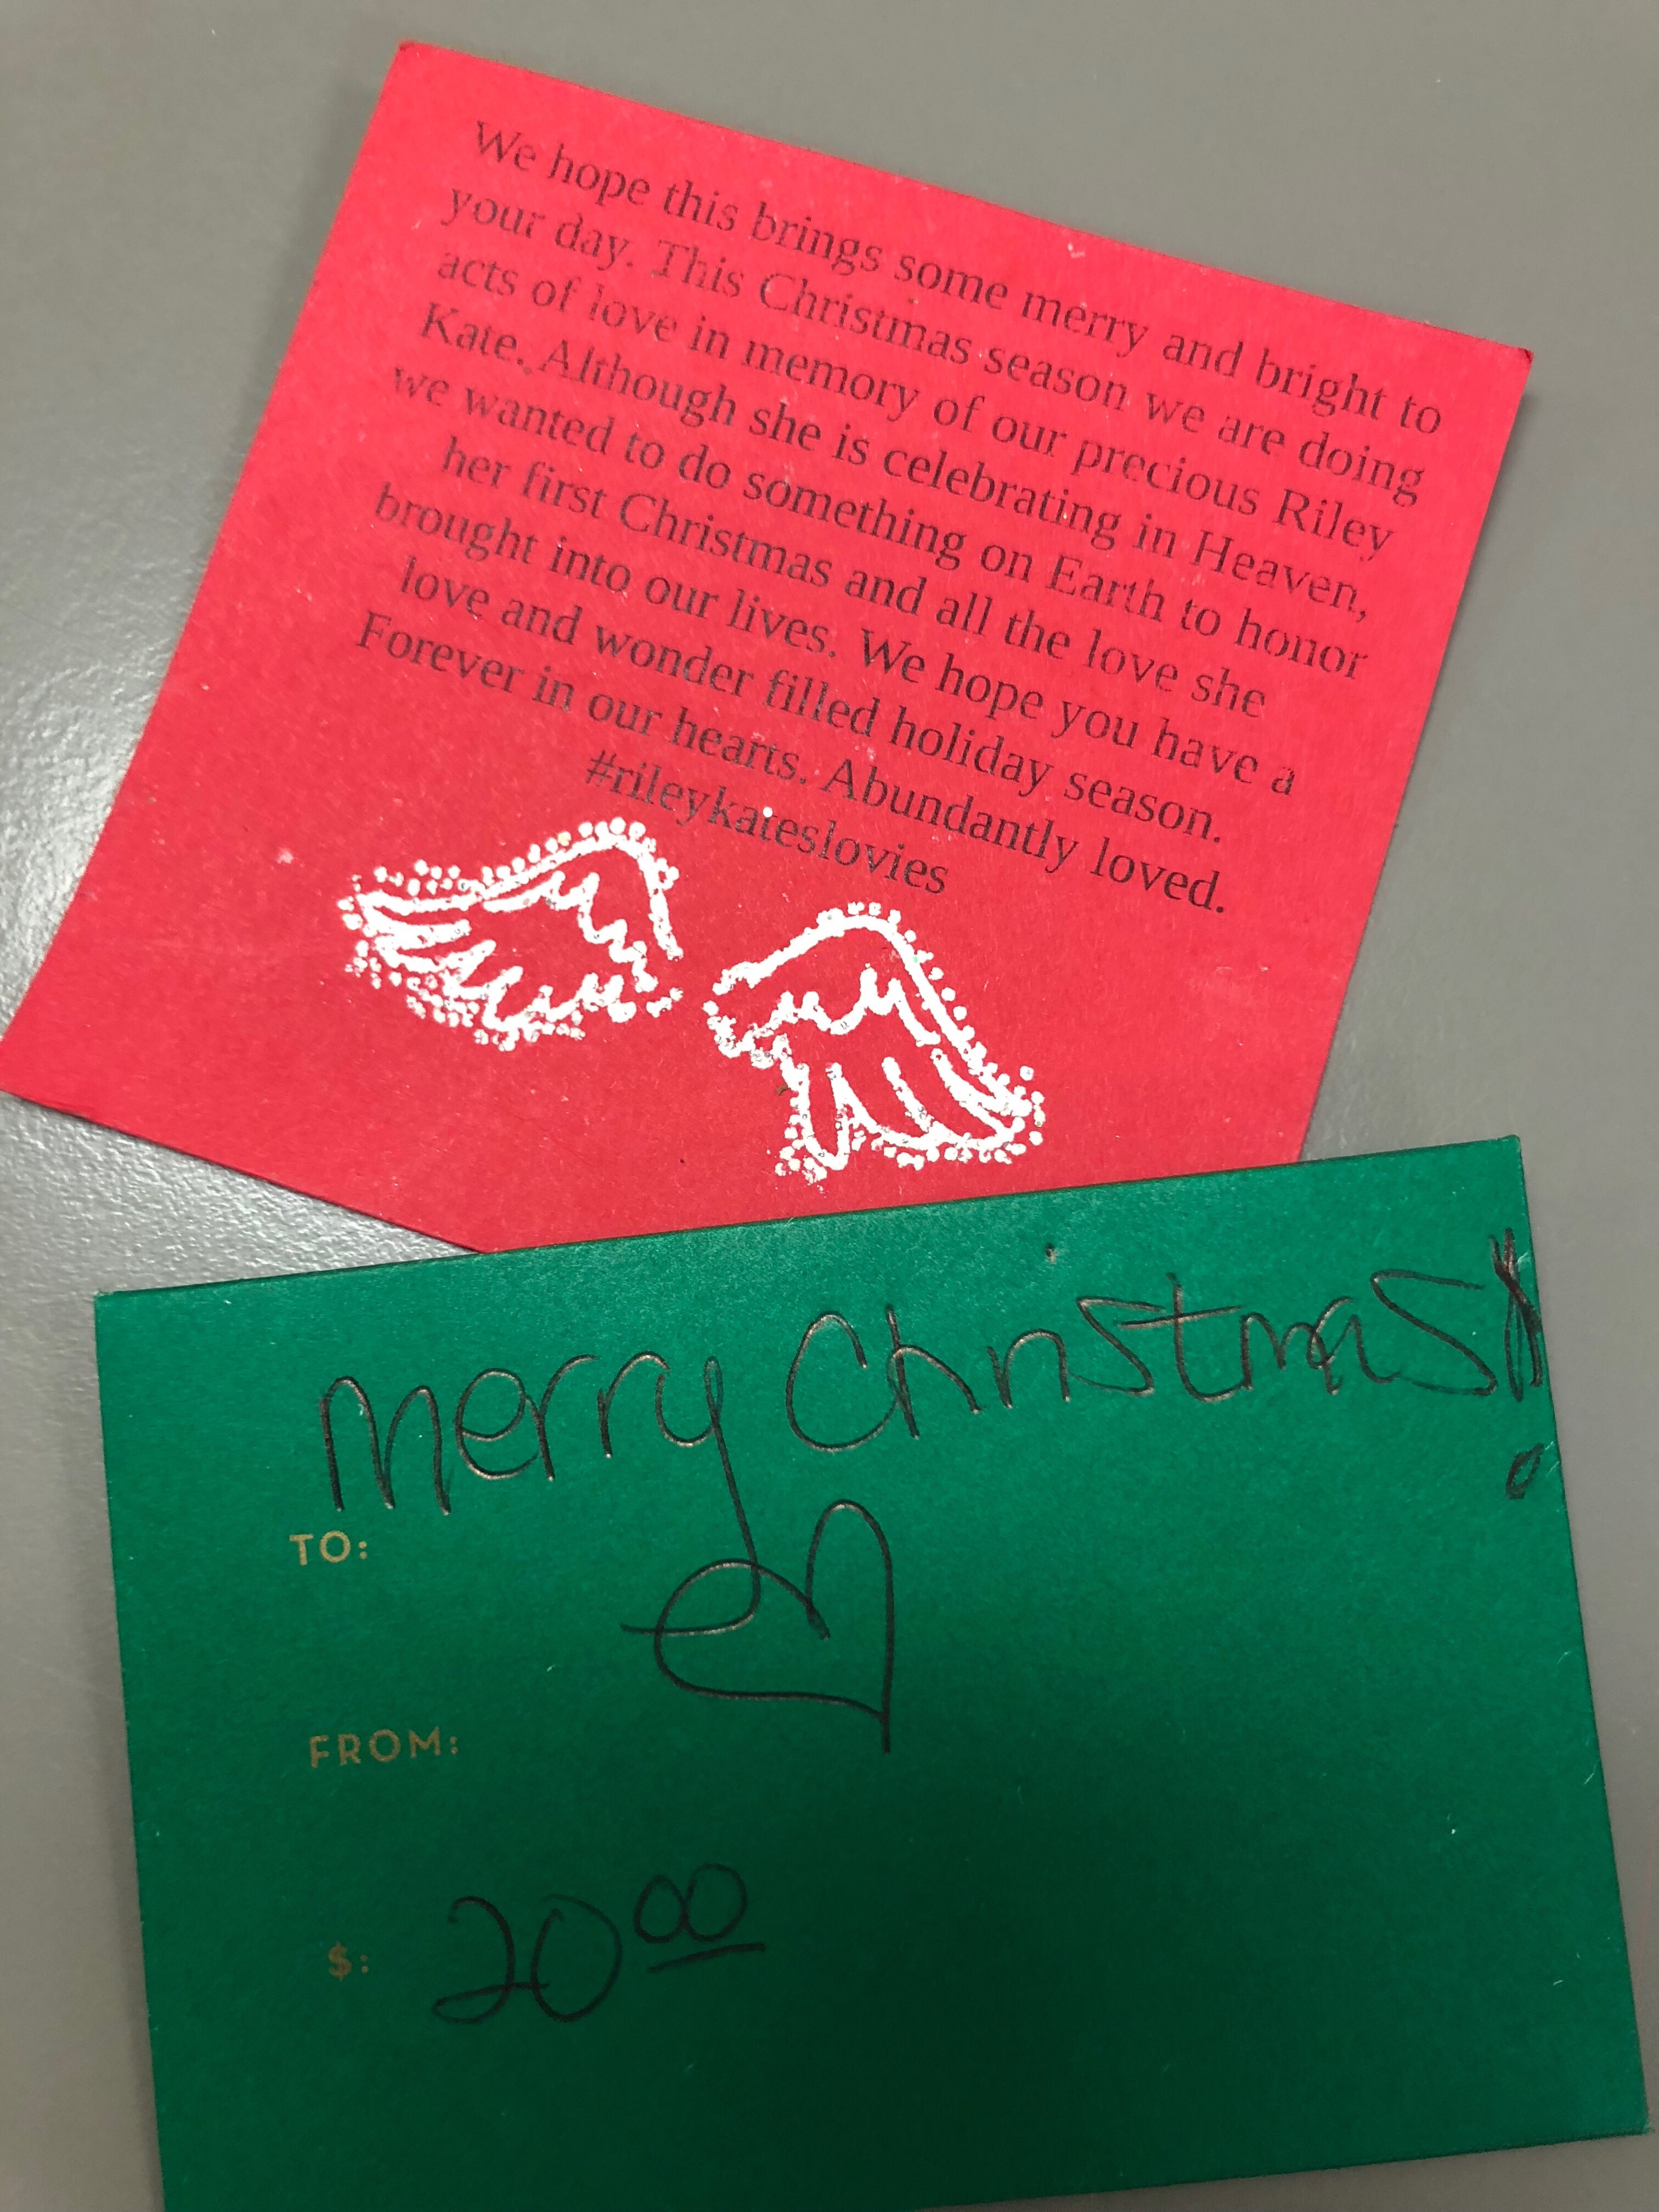 We hope this brings some merry and bright to
your day. This Christmas season we are doing
acts of love in memory of our precious Riley
Kate. Although she is celebrating in Heaven,
we wanted to do something on Earth to honor
her first Christmas and all the love she
brought into our lives. We hope you have a
love and wonder filled holiday season.
Forever in our hearts. Abundantly loved.
#rileykateslovies
Merry Christmas!
TO:
FROM:
$: 20.00